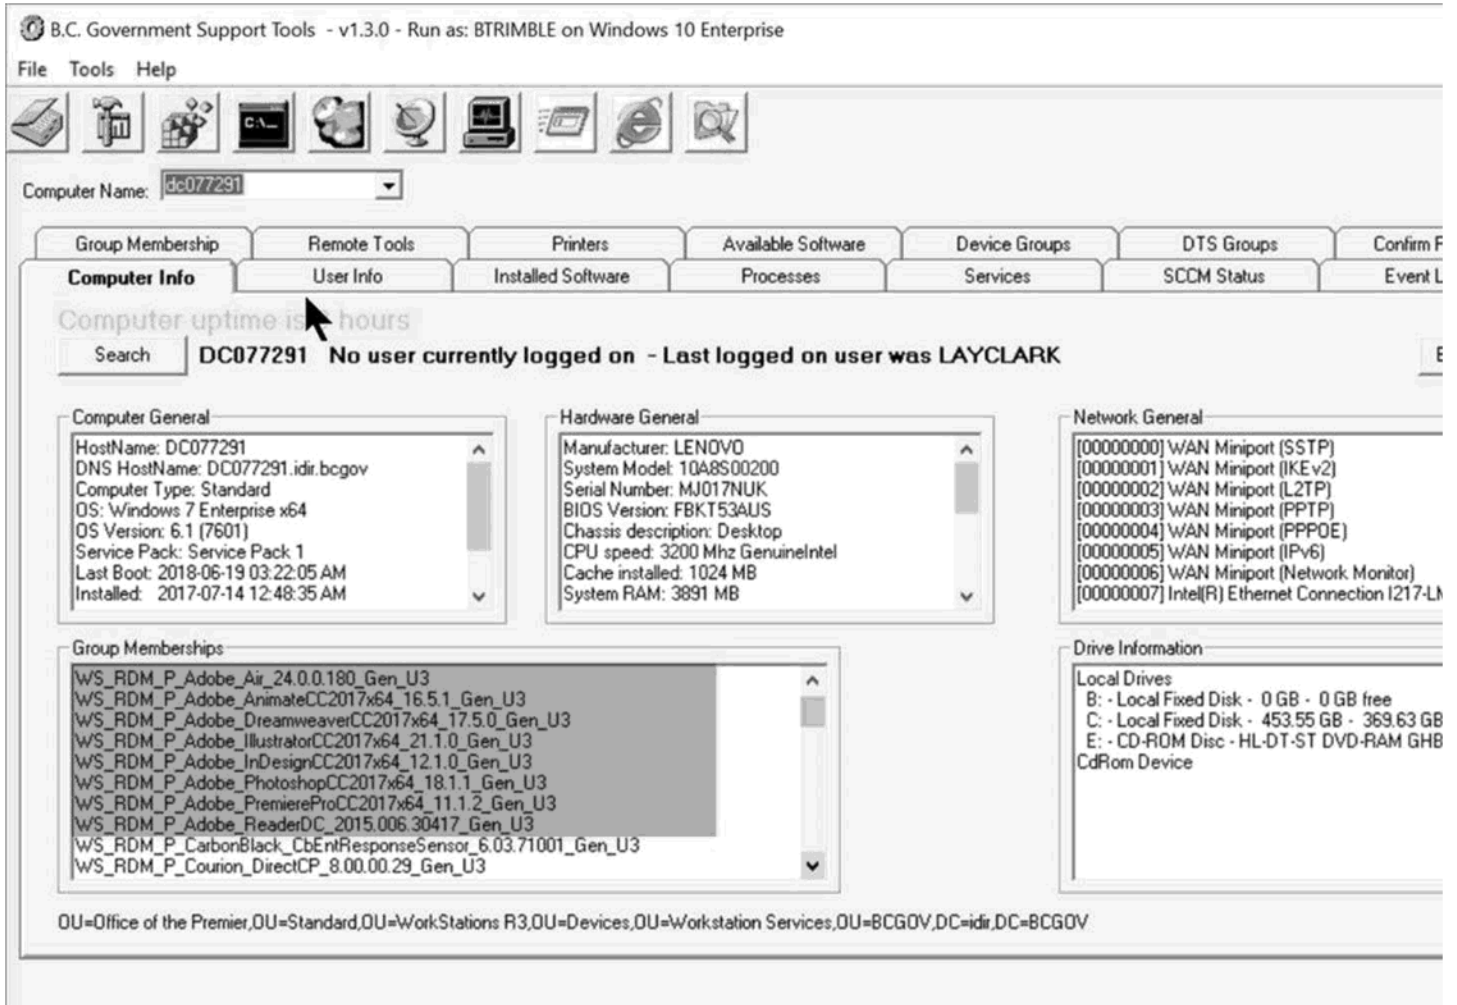 B.C. Government Support Tools - v1.3.0 - Run as: BTRIMBLE on Windows 10 Enterprise
File Tools Help
C:\_
Computer Name: dc077291
Group Membership Remote Tools Printers Available Software Device Groups DTS Groups Confirm F
Computer Info User Info Installed Software Processes Services SCCM Status Event L
Computer uptime is hours
Search DC077291 No user currently logged on - Last logged on user was LAYCLARK
Computer General
HostName: DC077291
DNS HostName: DC077291.idir.bcgov
Computer Type: Standard
OS: Windows 7 Enterprise x64
OS Version: 6.1 (7601)
Service Pack: Service Pack 1
Last Boot: 2018-06-19 03:22:05 AM
Installed: 2017-07-14 12:48:35 AM
Hardware General
Manufacturer: LENOVO
System Model: 10A8S00200
Serial Number: MJ017NUK
BIOS Version: FBKT53AUS
Chassis description: Desktop
CPU speed: 3200 Mhz GenuineIntel
Cache installed: 1024 MB
System RAM: 3891 MB
Network General
[00000000] WAN Miniport (SSTP)
[00000001] WAN Miniport (IKEv2)
[00000002] WAN Miniport (L2TP)
[00000003] WAN Miniport (PPTP)
[00000004] WAN Miniport (PPPOE)
[00000005] WAN Miniport (IPv6)
[00000006] WAN Miniport (Network Monitor)
[00000007] Intel(R) Ethernet Connection I217-LM
Group Memberships
WS_RDM_P_Adobe_Air_24.0.0.180_Gen_U3
WS_RDM_P_Adobe_AnimateCC2017x64_16.5.1_Gen_U3
WS_RDM_P_Adobe_DreamweaverCC2017x64_17.5.0_Gen_U3
WS_RDM_P_Adobe_IllustratorCC2017x64_21.1.0_Gen_U3
WS_RDM_P_Adobe_InDesignCC2017x64_12.1.0_Gen_U3
WS_RDM_P_Adobe_PhotoshopCC2017x64_18.1.1_Gen_U3
WS_RDM_P_Adobe_PremiereProCC2017x64_11.1.2_Gen_U3
WS_RDM_P_Adobe_ReaderDC_2015.006.30417_Gen_U3
WS_RDM_P_CarbonBlack_CbEntResponseSensor_6.03.71001_Gen_U3
WS_RDM_P_Courion_DirectCP_8.00.00.29_Gen_U3
Drive Information
Local Drives
B: - Local Fixed Disk - 0 GB - 0 GB free
C: - Local Fixed Disk - 453.55 GB - 369.63 GB
E: - CD-ROM Disc - HL-DT-ST DVD-RAM GHB
CdRom Device
OU=Office of the Premier,OU=Standard,OU=WorkStations R3,OU=Devices,OU=Workstation Services,OU=BCGOV,DC=idir,DC=BCGOV